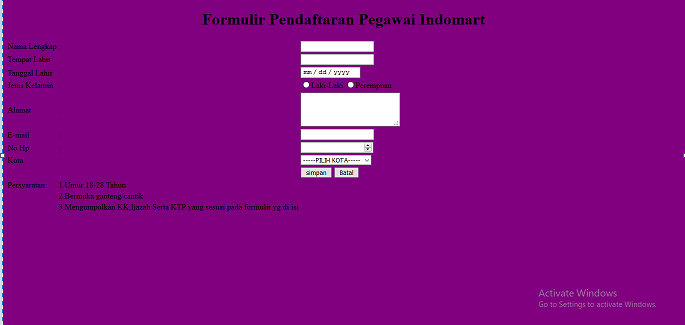 Formulir Pendaftaran Pegawai Indomart
Nama Lengkap :
Tempat Lahir :
Tanggal Lahir : mm / dd / yyyy
Jenis Kelamin : Laki-Laki Perempuan
Alamat :
E-mail :
No Hp :
Kota : -----PILIH KOTA-----
simpan Batal
Persyaratan: 1.Umur 18-28 Tahun
2.Bermuka ganteng/cantik
3.Mengumpulkan KK,Ijazah Serta KTP yang sesuai pada formulir yg di isi
Activate Windows
Go to Settings to activate Windows.